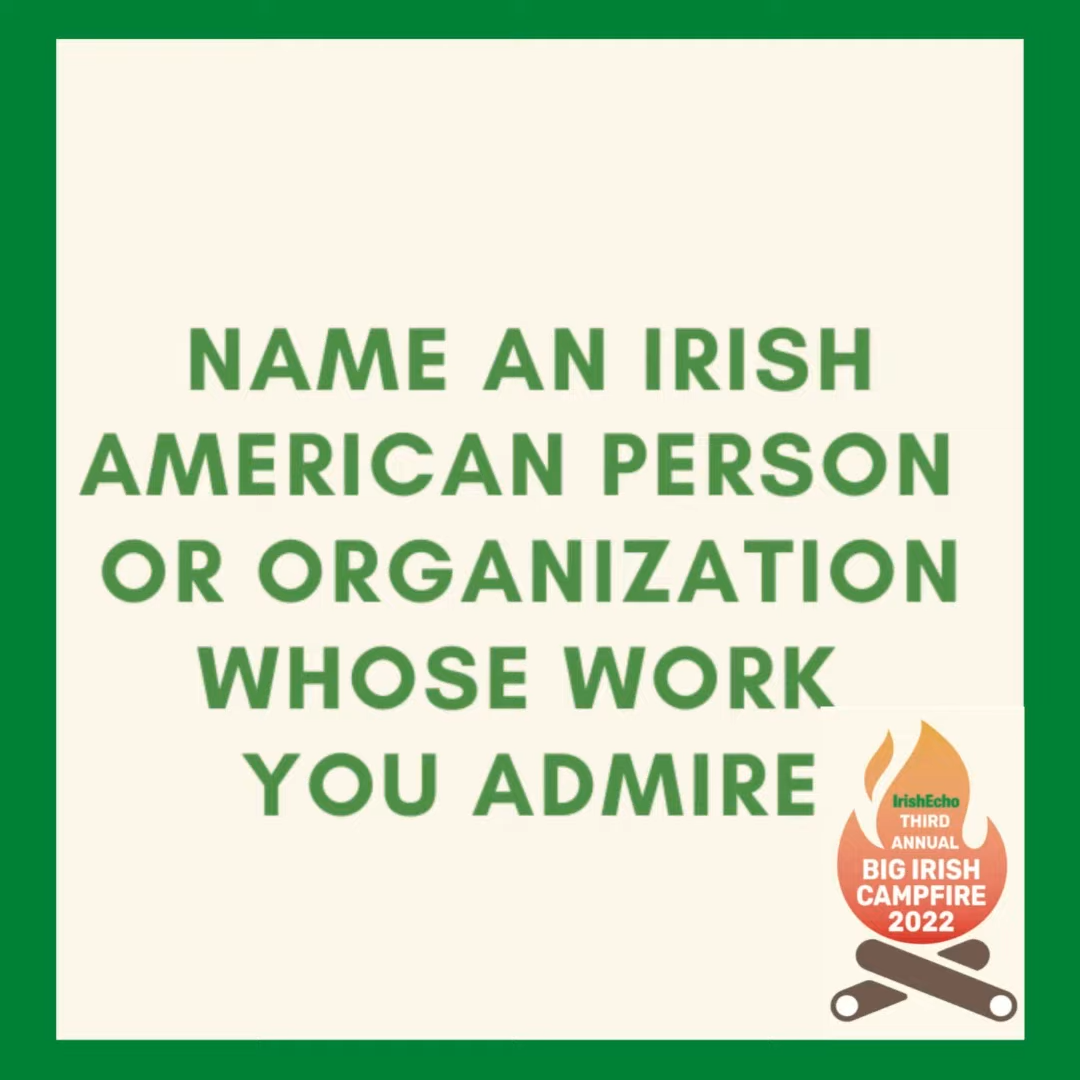 NAME AN IRISH
AMERICAN PERSON
OR ORGANIZATION
WHOSE WORK
YOU ADMIRE
IrishEcho
THIRD
ANNUAL
BIG IRISH
CAMPFIRE
2022